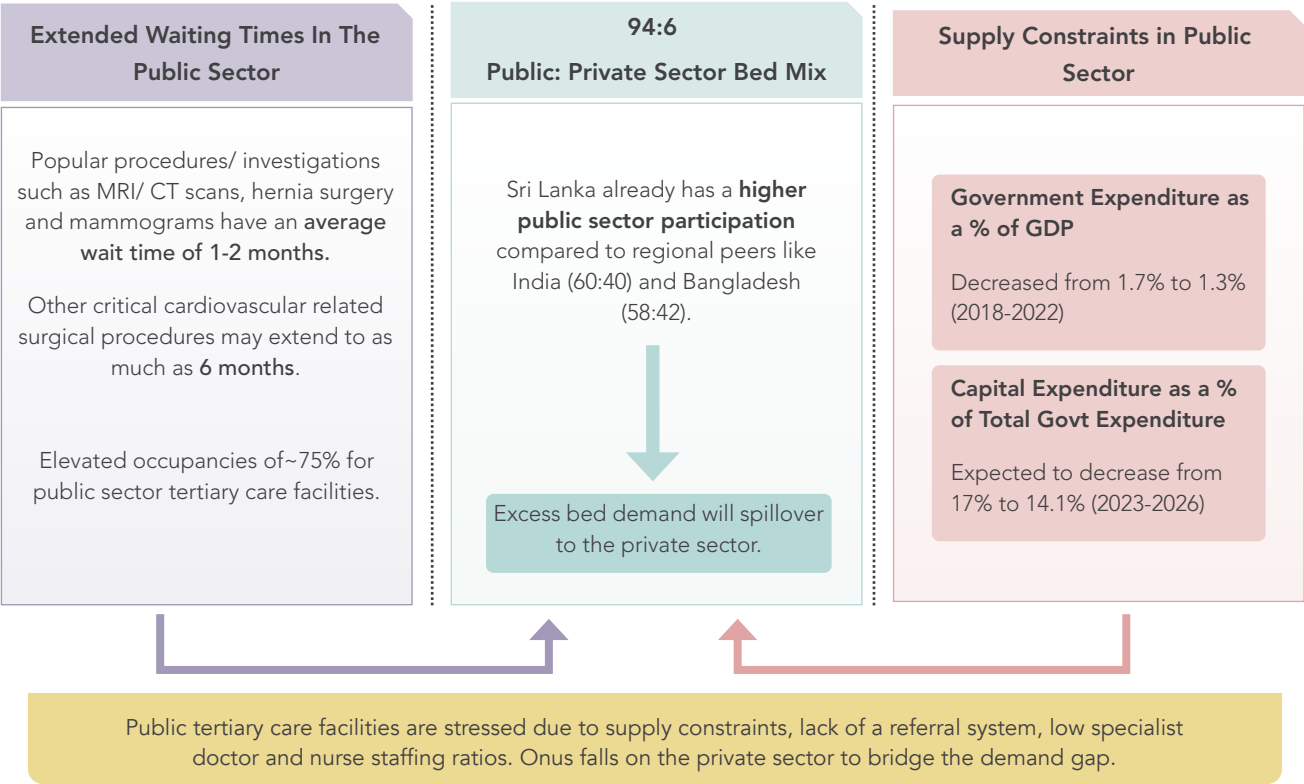 Extended Waiting Times In The
Public Sector
Popular procedures/ investigations
such as MRI/ CT scans, hernia surgery
and mammograms have an average
wait time of 1-2 months.
Other critical cardiovascular related
surgical procedures may extend to as
much as 6 months.
Elevated occupancies of~75% for
public sector tertiary care facilities.
94:6
Public: Private Sector Bed Mix
Sri Lanka already has a higher
public sector participation
compared to regional peers like
India (60:40) and Bangladesh
(58:42).
Excess bed demand will spillover
to the private sector.
Supply Constraints in Public
Sector
Government Expenditure as
a % of GDP
Decreased from 1.7% to 1.3%
(2018-2022)
Capital Expenditure as a %
of Total Govt Expenditure
Expected to decrease from
17% to 14.1% (2023-2026)
Public tertiary care facilities are stressed due to supply constraints, lack of a referral system, low specialist
doctor and nurse staffing ratios. Onus falls on the private sector to bridge the demand gap.